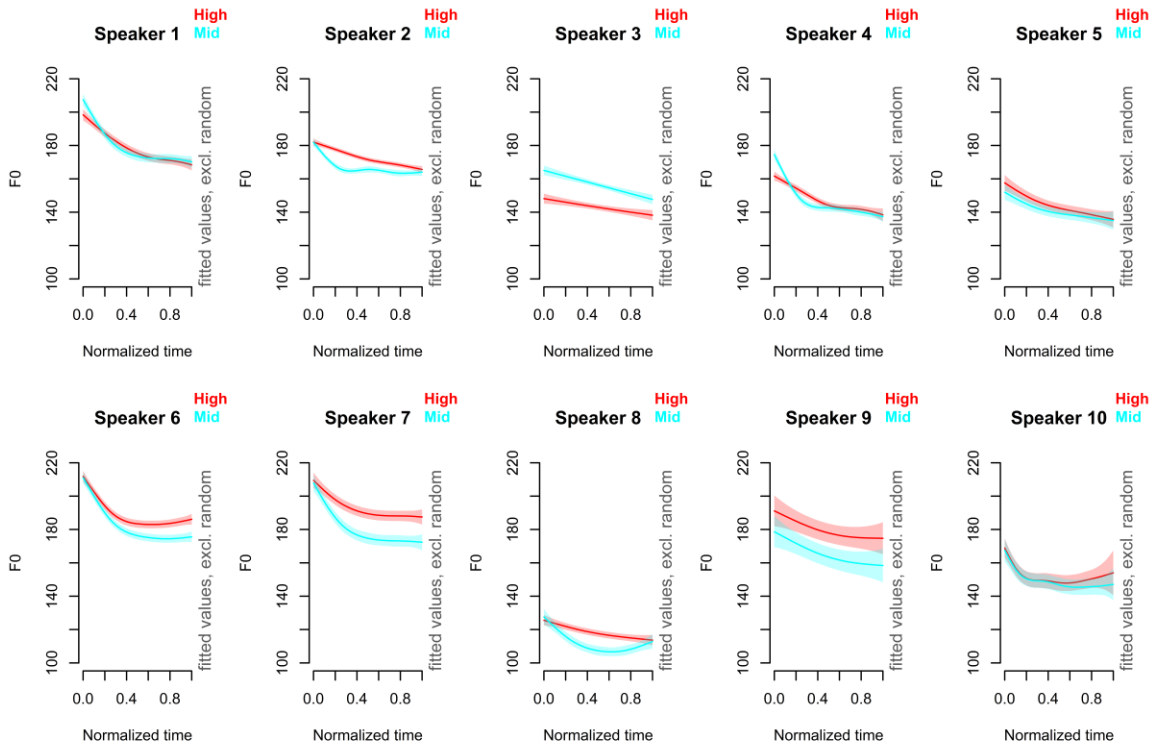 High
Speaker 1 Mid
F0
220
180
140
100
fitted values, excl. random
0.0 0.4 0.8
Normalized time
High
Speaker 2 Mid
F0
220
180
140
100
fitted values, excl. random
0.0 0.4 0.8
Normalized time
High
Speaker 3 Mid
F0
220
180
140
100
fitted values, excl. random
0.0 0.4 0.8
Normalized time
High
Speaker 4 Mid
F0
220
180
140
100
fitted values, excl. random
0.0 0.4 0.8
Normalized time
High
Speaker 5 Mid
F0
220
180
140
100
fitted values, excl. random
0.0 0.4 0.8
Normalized time
High
Speaker 6 Mid
F0
220
180
140
100
fitted values, excl. random
0.0 0.4 0.8
Normalized time
High
Speaker 7 Mid
F0
220
180
140
100
fitted values, excl. random
0.0 0.4 0.8
Normalized time
High
Speaker 8 Mid
F0
220
180
140
100
fitted values, excl. random
0.0 0.4 0.8
Normalized time
High
Speaker 9 Mid
F0
220
180
140
100
fitted values, excl. random
0.0 0.4 0.8
Normalized time
High
Speaker 10 Mid
F0
220
180
140
100
fitted values, excl. random
0.0 0.4 0.8
Normalized time